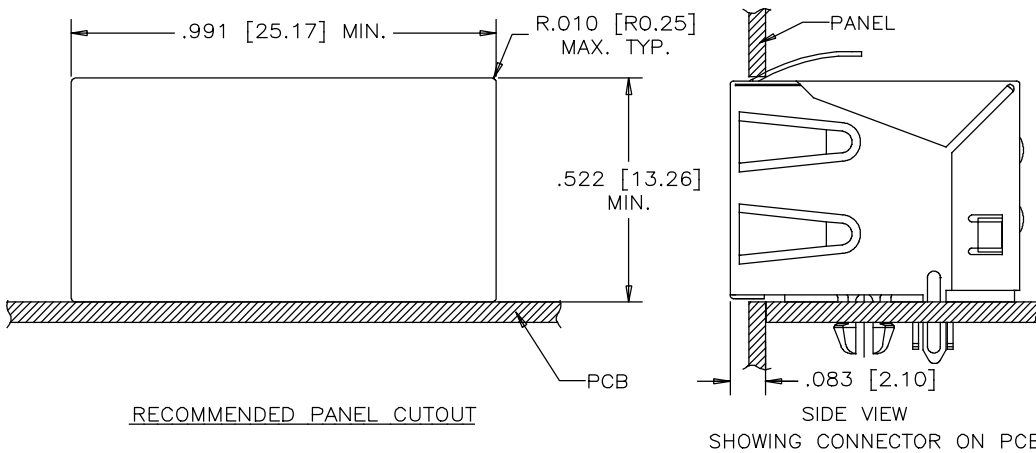 .991 [25.17] MIN.
R.010 [R0.25]
MAX. TYP.
.522 [13.26]
MIN.
PCB
RECOMMENDED PANEL CUTOUT
PANEL
.083 [2.10]
SIDE VIEW
SHOWING CONNECTOR ON PCB